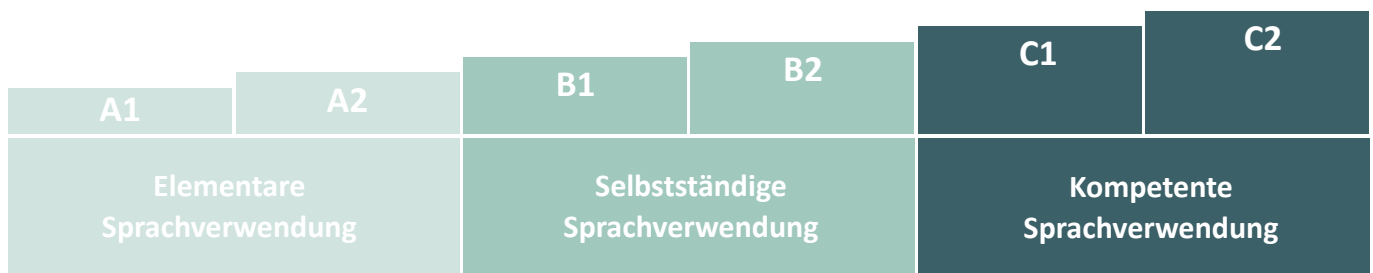 A1
A2
B1
B2
C1
C2
Elementare
Sprachverwendung
Selbstständige
Sprachverwendung
Kompetente
Sprachverwendung